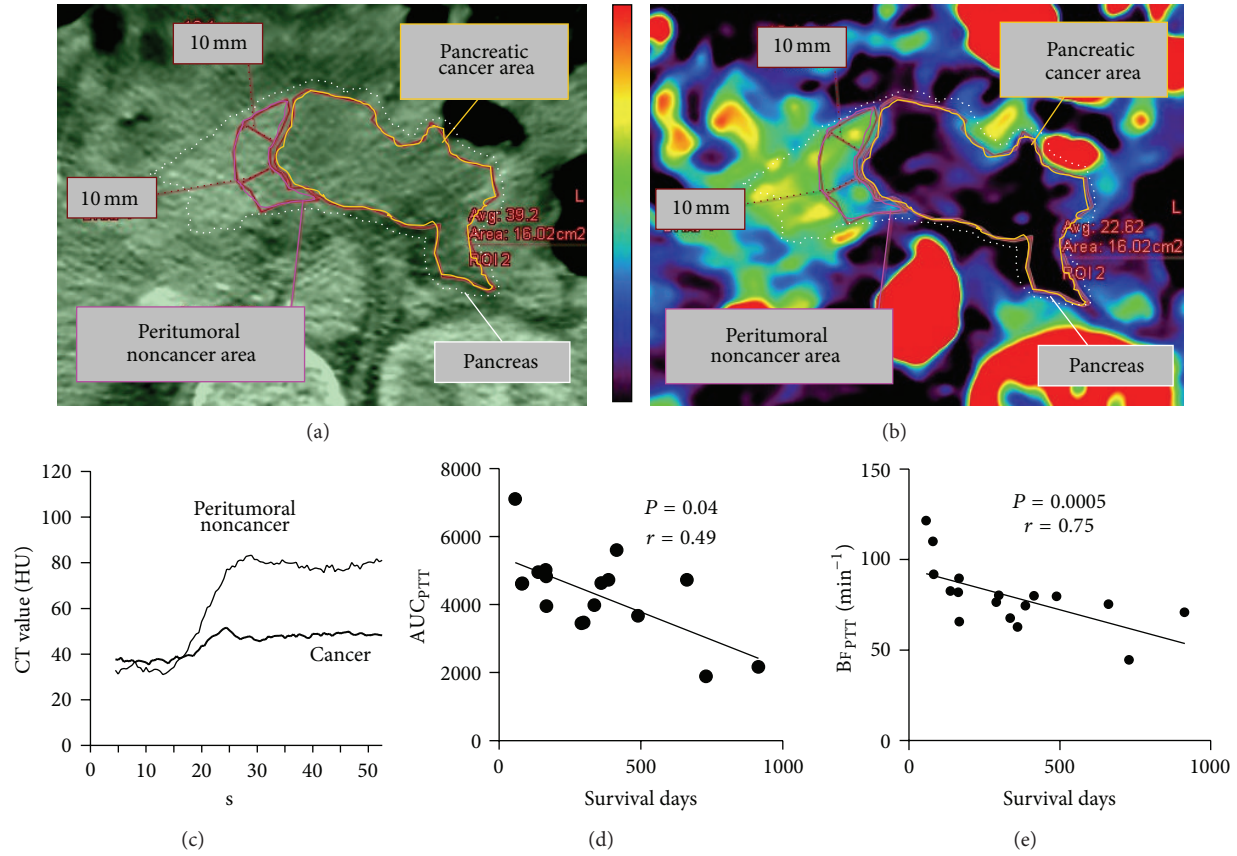 10 mm
Pancreatic
cancer area
10 mm
L
Avg: 39.2
Area: 16.02cm2
ROI 2
Peritumoral
noncancer area
Pancreas
(a)
10 mm
Pancreatic
cancer area
10 mm
L
Avg: 22.62
Area: 16.02cm2
ROI 2
Peritumoral
noncancer area
Pancreas
(b)
120
100
80
60
40
20
0
CT value (HU)
Peritumoral
noncancer
Cancer
0 10 20 30 40 50
s
(c)
8000
6000
4000
2000
0
AUCPTT
P = 0.04
r = 0.49
0 500 1000
Survival days
(d)
150
100
50
0
BFPTT (min−1)
P = 0.0005
r = 0.75
0 500 1000
Survival days
(e)